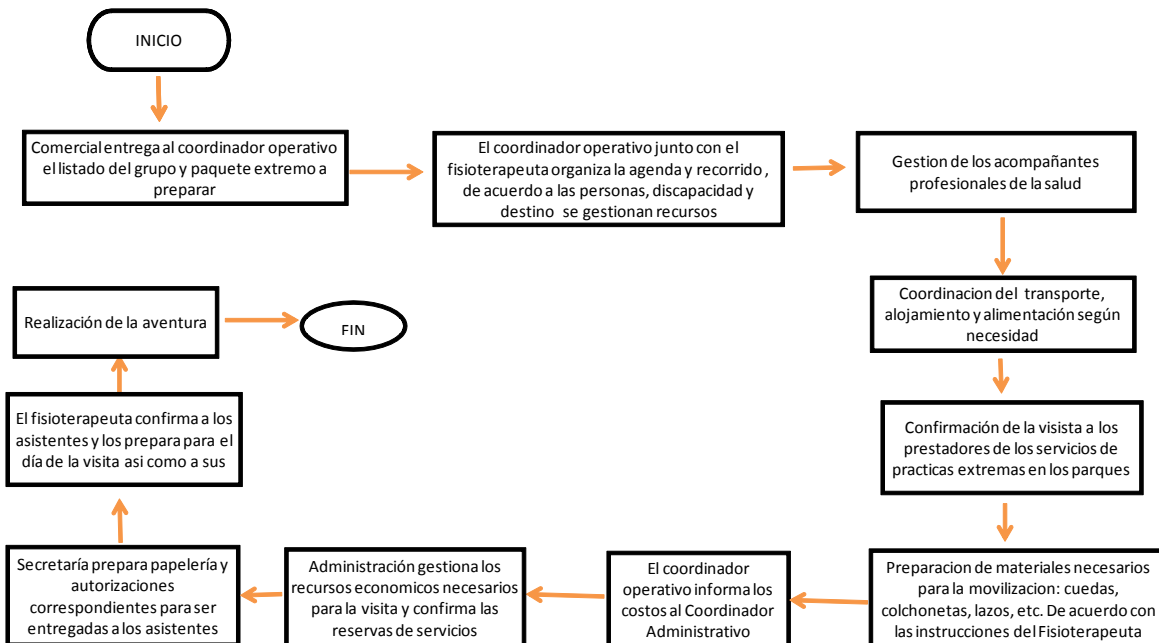 INICIO
Comercial entrega al coordinador operativo
el listado del grupo y paquete extremo a
preparar
El coordinador operativo junto con el
fisioterapeuta organiza la agenda y recorrido ,
de acuerdo a las personas, discapacidad y
destino se gestionan recursos
Gestion de los acompañantes
profesionales de la salud
Coordinacion del transporte,
alojamiento y alimentación según
necesidad
Confirmación de la visista a los
prestadores de los servicios de
practicas extremas en los parques
Preparacion de materiales necesarios
para la movilizacion: cuedas,
colchonetas, lazos, etc. De acuerdo con
las instrucciones del Fisioterapeuta
El coordinador
operativo informa los
costos al Coordinador
Administrativo
Administración gestiona los
recursos economicos necesarios
para la visita y confirma las
reservas de servicios
Secretaría prepara papelería y
autorizaciones
correspondientes para ser
entregadas a los asistentes
El fisioterapeuta confirma a los
asistentes y los prepara para el
día de la visita asi como a sus
Realización de la aventura
FIN